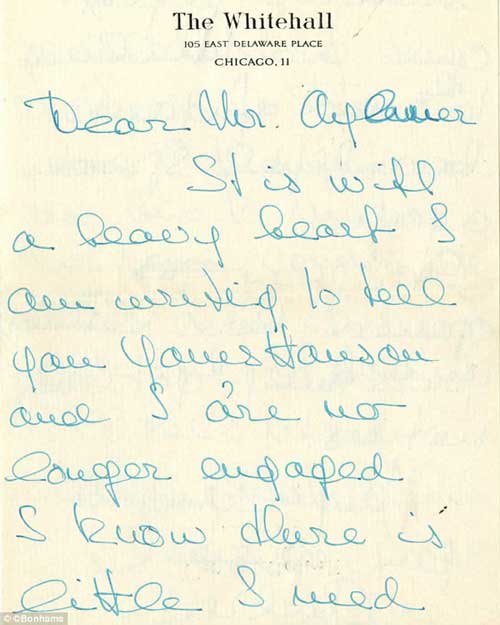 The Whitehall
105 EAST DELAWARE PLACE
CHICAGO, 11
Dear Mr.
It is with
a heavy heart I
am writing to tell
you James Hanson
and I are no
longer engaged
I know there is
little I need
©Bonhams